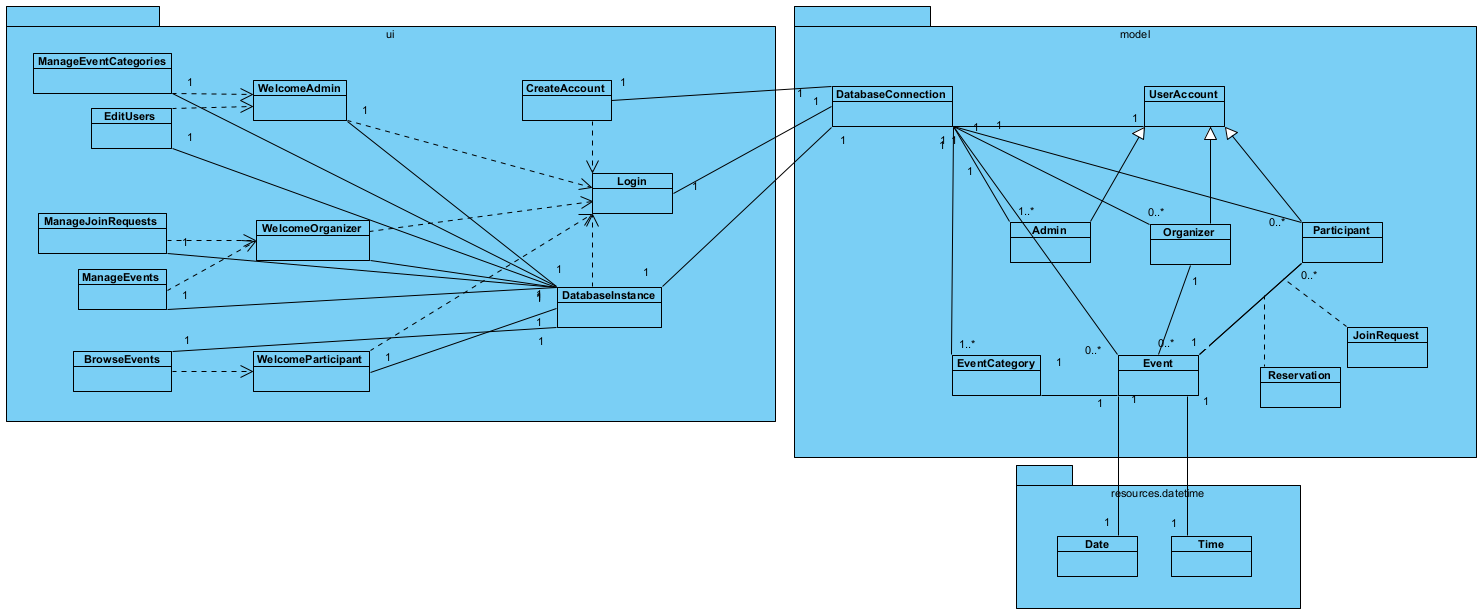 ui
ManageEventCategories
1
WelcomeAdmin
1
EditUsers
1
CreateAccount
1
Login
1
ManageJoinRequests
1
WelcomeOrganizer
ManageEvents
1
1
1
DatabaseInstance
1
1
1
1
BrowseEvents
1
WelcomeParticipant
1
model
1
1
DatabaseConnection
1
1
1
1
1
1
1
UserAccount
1
1..*
Admin
0..*
Organizer
1
0..*
Participant
0..*
JoinRequest
Reservation
1..*
EventCategory
1
1
0..*
0..*
1
Event
1
1
resources.datetime
1
Date
1
Time